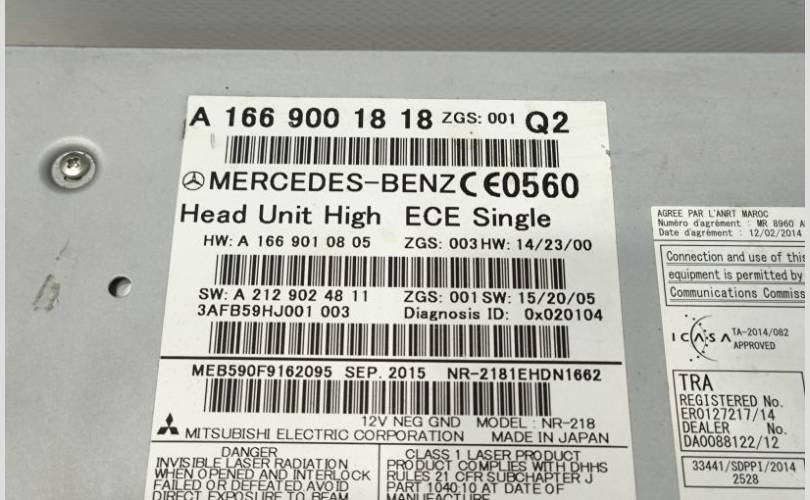 A 166 900 18 18 ZGS: 001 Q2
MERCEDES-BENZ CE0560
Head Unit High ECE Single
HW: A 166 901 08 05 ZGS: 003 HW: 14/23/00
SW: A 212 902 48 11 ZGS: 001 SW: 15/20/05
3AFB59HJ001 003 Diagnosis ID: 0x020104
MEB590F9162095 SEP. 2015 NR-2181EHDN1662
12V NEG GND MODEL: NR-218
MITSUBISHI ELECTRIC CORPORATION MADE IN JAPAN
DANGER
INVISIBLE LASER RADIATION
WHEN OPENED AND INTERLOCK
FAILED OR DEFEATED.AVOID
DIRECT EXPOSURE TO BEAM
CLASS 1 LASER PRODUCT
PRODUCT COMPLIES WITH DHHS
RULES 21 CFR SUBCHAPTER J
PART 1040.10 AT DATE OF
MANUFACTURE
AGREE PAR L'ANRT MAROC
Numéro d'agrément : MR 8960 A
Date d'agrément : 12/02/2014
Connection and use of this
equipment is permitted by
Communications Commiss
ICASA TA-2014/082
APPROVED
TRA
REGISTERED No.
ER0127217/14
DEALER No.
DA0088122/12
33441/SDPP1/2014
2528